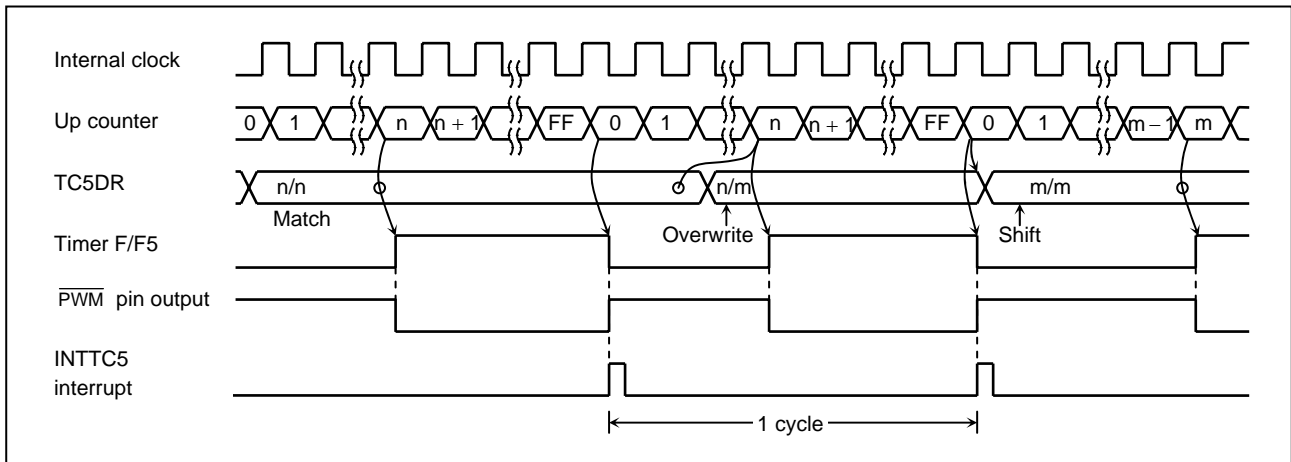 Internal clock
Up counter
0 1 n n + 1 FF 0 1 n n + 1 FF 0 1 m − 1 m
TC5DR
n/n n/m m/m
Match
Overwrite
Shift
Timer F/F5
PWM pin output
INTTC5
interrupt
1 cycle